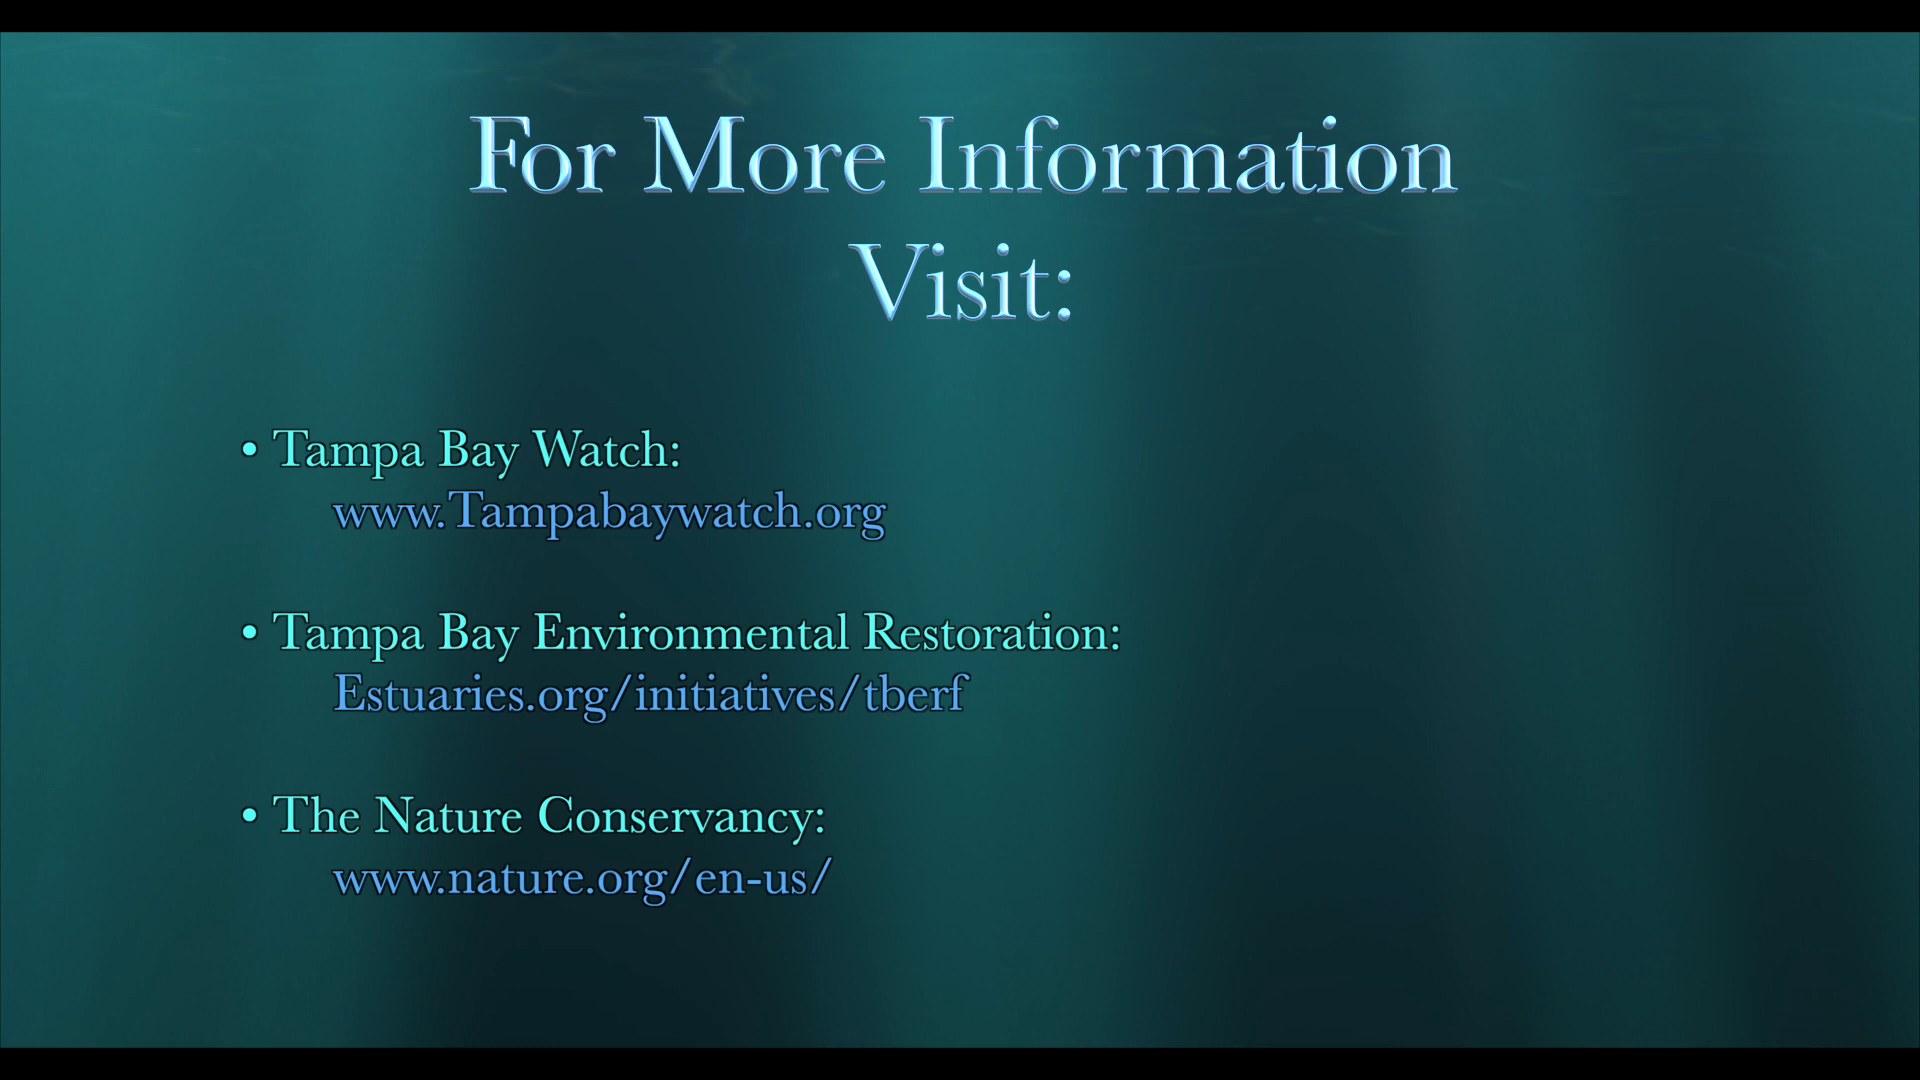 For More Information
Visit:
• Tampa Bay Watch:
www.Tampabaywatch.org
• Tampa Bay Environmental Restoration:
Estuaries.org/initiatives/tberf
• The Nature Conservancy:
www.nature.org/en-us/